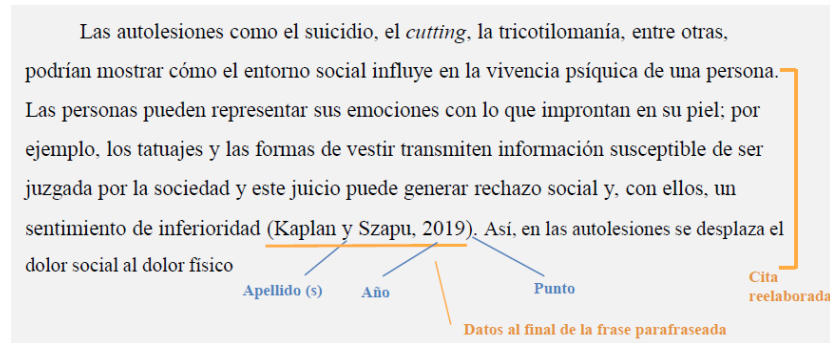 Las autolesiones como el suicidio, el cutting, la tricotilomanía, entre otras,
podrían mostrar cómo el entorno social influye en la vivencia psíquica de una persona.
Las personas pueden representar sus emociones con lo que improntan en su piel; por
ejemplo, los tatuajes y las formas de vestir transmiten información susceptible de ser
juzgada por la sociedad y este juicio puede generar rechazo social y, con ellos, un
sentimiento de inferioridad (Kaplan y Szapu, 2019). Así, en las autolesiones se desplaza el
dolor social al dolor físico
Apellido (s)
Año
Punto
Cita
reelaborada
Datos al final de la frase parafraseada